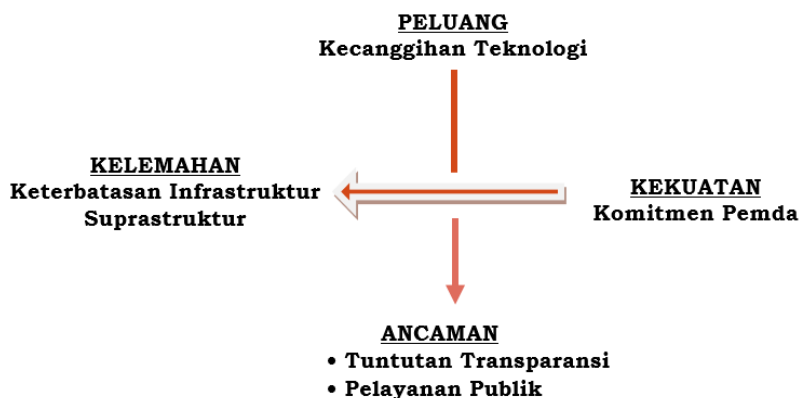 PELUANG
Kecanggihan Teknologi
KELEMAHAN
Keterbatasan Infrastruktur
Suprastruktur
KEKUATAN
Komitmen Pemda
ANCAMAN
• Tuntutan Transparansi
• Pelayanan Publik